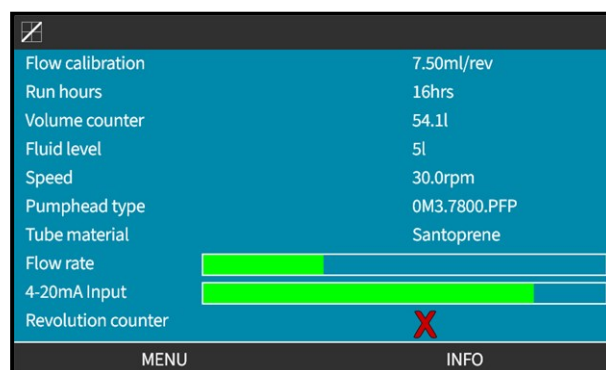 Flow calibration 7.50ml/rev
Run hours 16hrs
Volume counter 54.1l
Fluid level 5l
Speed 30.0rpm
Pumphead type 0M3.7800.PFP
Tube material Santoprene
Flow rate
4-20mA Input
Revolution counter X
MENU INFO